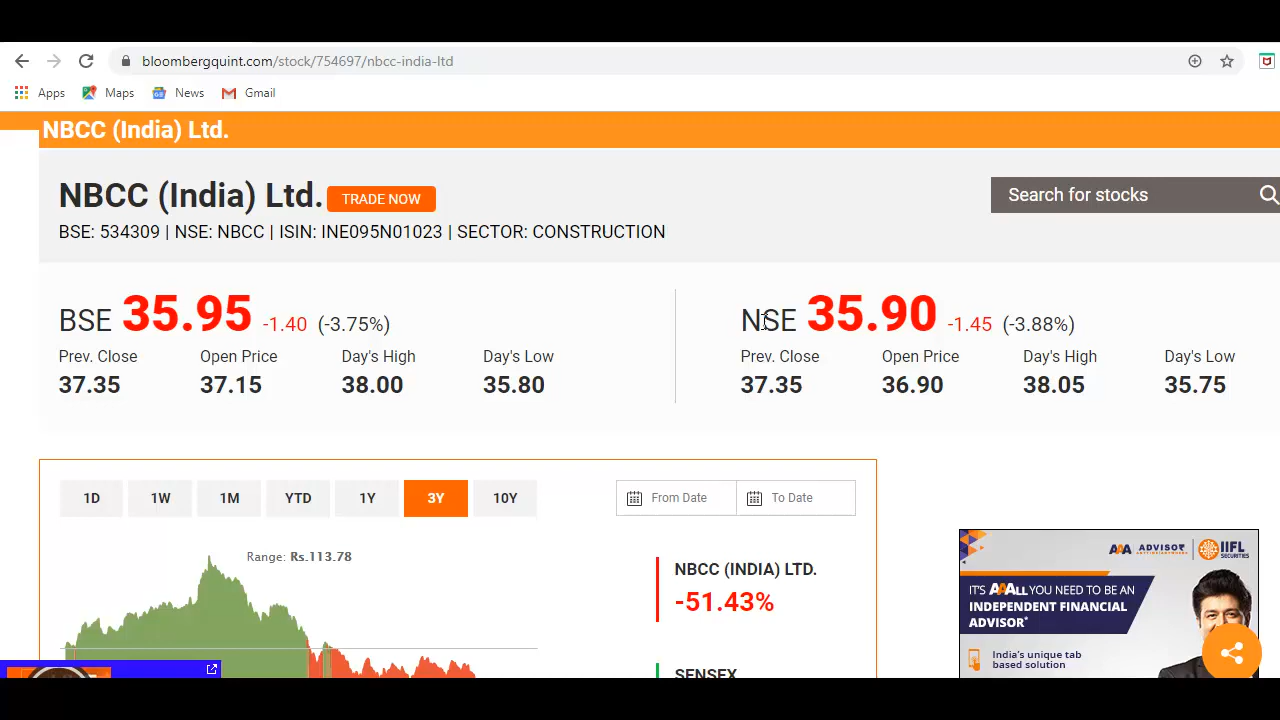 bloombergquint.com/stock/754697/nbcc-india-ltd
Apps Maps News Gmail
NBCC (India) Ltd.
NBCC (India) Ltd. TRADE NOW
Search for stocks
BSE: 534309 | NSE: NBCC | ISIN: INE095N01023 | SECTOR: CONSTRUCTION
BSE 35.95 -1.40 (-3.75%)
Prev. Close Open Price Day's High Day's Low
37.35 37.15 38.00 35.80
NSE 35.90 -1.45 (-3.88%)
Prev. Close Open Price Day's High Day's Low
37.35 36.90 38.05 35.75
1D 1W 1M YTD 1Y 3Y 10Y
From Date To Date
Range: Rs.113.78
NBCC (INDIA) LTD.
-51.43%
SENSEX
AAA ADVISOR
IIFL
SECURITIES
IT'S AAALL YOU NEED TO BE AN
INDEPENDENT FINANCIAL
ADVISOR*
India's unique tab
based solution